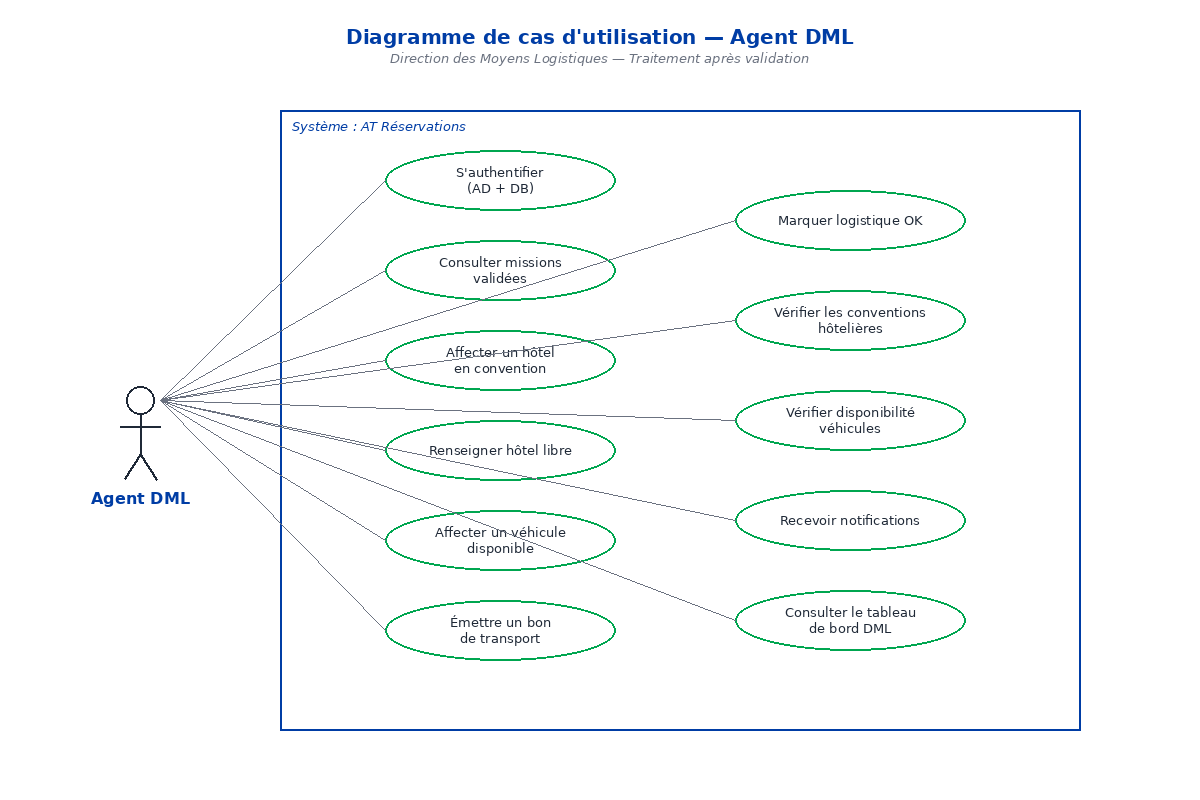 Diagramme de cas d'utilisation — Agent DML
Direction des Moyens Logistiques — Traitement après validation
Système : AT Réservations
S'authentifier
(AD + DB)
Consulter missions
validées
Affecter un hôtel
en convention
Renseigner hôtel libre
Affecter un véhicule
disponible
Émettre un bon
de transport
Marquer logistique OK
Vérifier les conventions
hôtelières
Vérifier disponibilité
véhicules
Recevoir notifications
Consulter le tableau
de bord DML
Agent DML